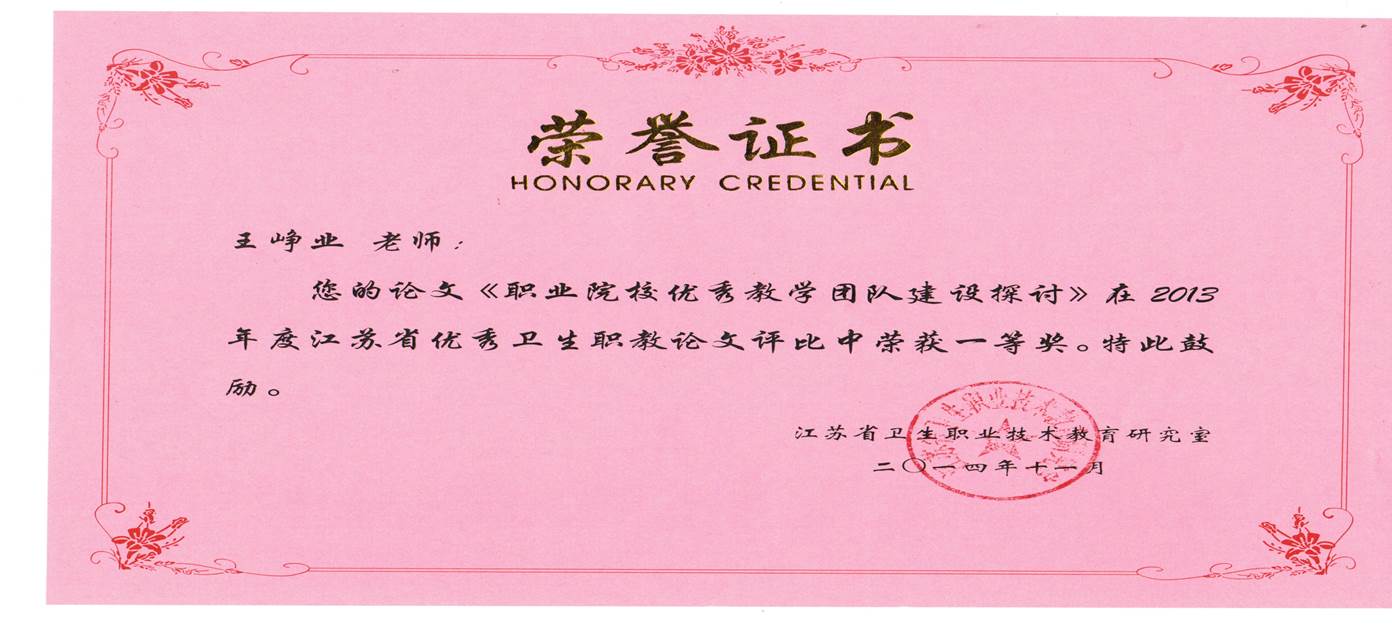 荣誉证书
HONORARY CREDENTIAL
王峥业 老师：
您的论文《职业院校优秀教学团队建设探讨》在2013
年度江苏省优秀卫生职教论文评比中荣获一等奖。特此鼓
励。
江苏省卫生职业技术教育研究室
二〇一四年十一月